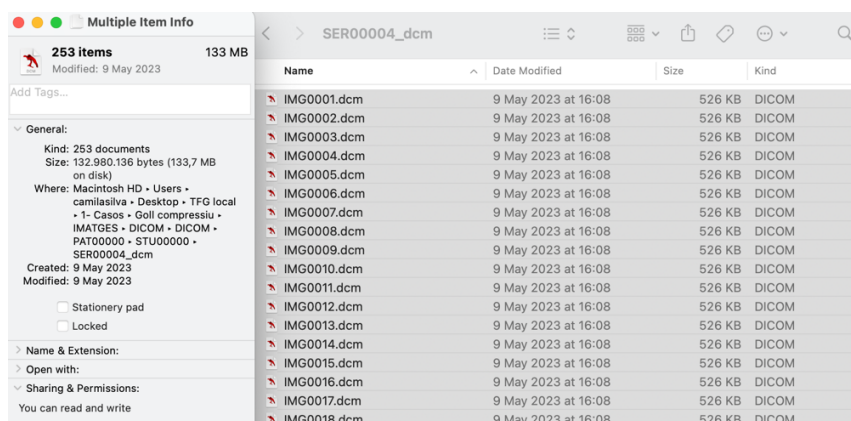 Multiple Item Info
253 items
133 MB
Modified: 9 May 2023
Add Tags...
General:
Kind: 253 documents
Size: 132.980.136 bytes (133,7 MB
on disk)
Where: Macintosh HD ▸ Users ▸
camilasilva ▸ Desktop ▸ TFG local
▸ 1- Casos ▸ Goll compressiu ▸
IMATGES ▸ DICOM ▸ DICOM ▸
PAT00000 ▸ STU00000 ▸
SER00004_dcm
Created: 9 May 2023
Modified: 9 May 2023
Stationery pad
Locked
Name & Extension:
Open with:
Sharing & Permissions:
You can read and write
SER00004_dcm
Name Date Modified Size Kind
IMG0001.dcm 9 May 2023 at 16:08 526 KB DICOM
IMG0002.dcm 9 May 2023 at 16:08 526 KB DICOM
IMG0003.dcm 9 May 2023 at 16:08 526 KB DICOM
IMG0004.dcm 9 May 2023 at 16:08 526 KB DICOM
IMG0005.dcm 9 May 2023 at 16:08 526 KB DICOM
IMG0006.dcm 9 May 2023 at 16:08 526 KB DICOM
IMG0007.dcm 9 May 2023 at 16:08 526 KB DICOM
IMG0008.dcm 9 May 2023 at 16:08 526 KB DICOM
IMG0009.dcm 9 May 2023 at 16:08 526 KB DICOM
IMG0010.dcm 9 May 2023 at 16:08 526 KB DICOM
IMG0011.dcm 9 May 2023 at 16:08 526 KB DICOM
IMG0012.dcm 9 May 2023 at 16:08 526 KB DICOM
IMG0013.dcm 9 May 2023 at 16:08 526 KB DICOM
IMG0014.dcm 9 May 2023 at 16:08 526 KB DICOM
IMG0015.dcm 9 May 2023 at 16:08 526 KB DICOM
IMG0016.dcm 9 May 2023 at 16:08 526 KB DICOM
IMG0017.dcm 9 May 2023 at 16:08 526 KB DICOM
IMG0018.dcm 9 May 2023 at 16:08 526 KB DICOM